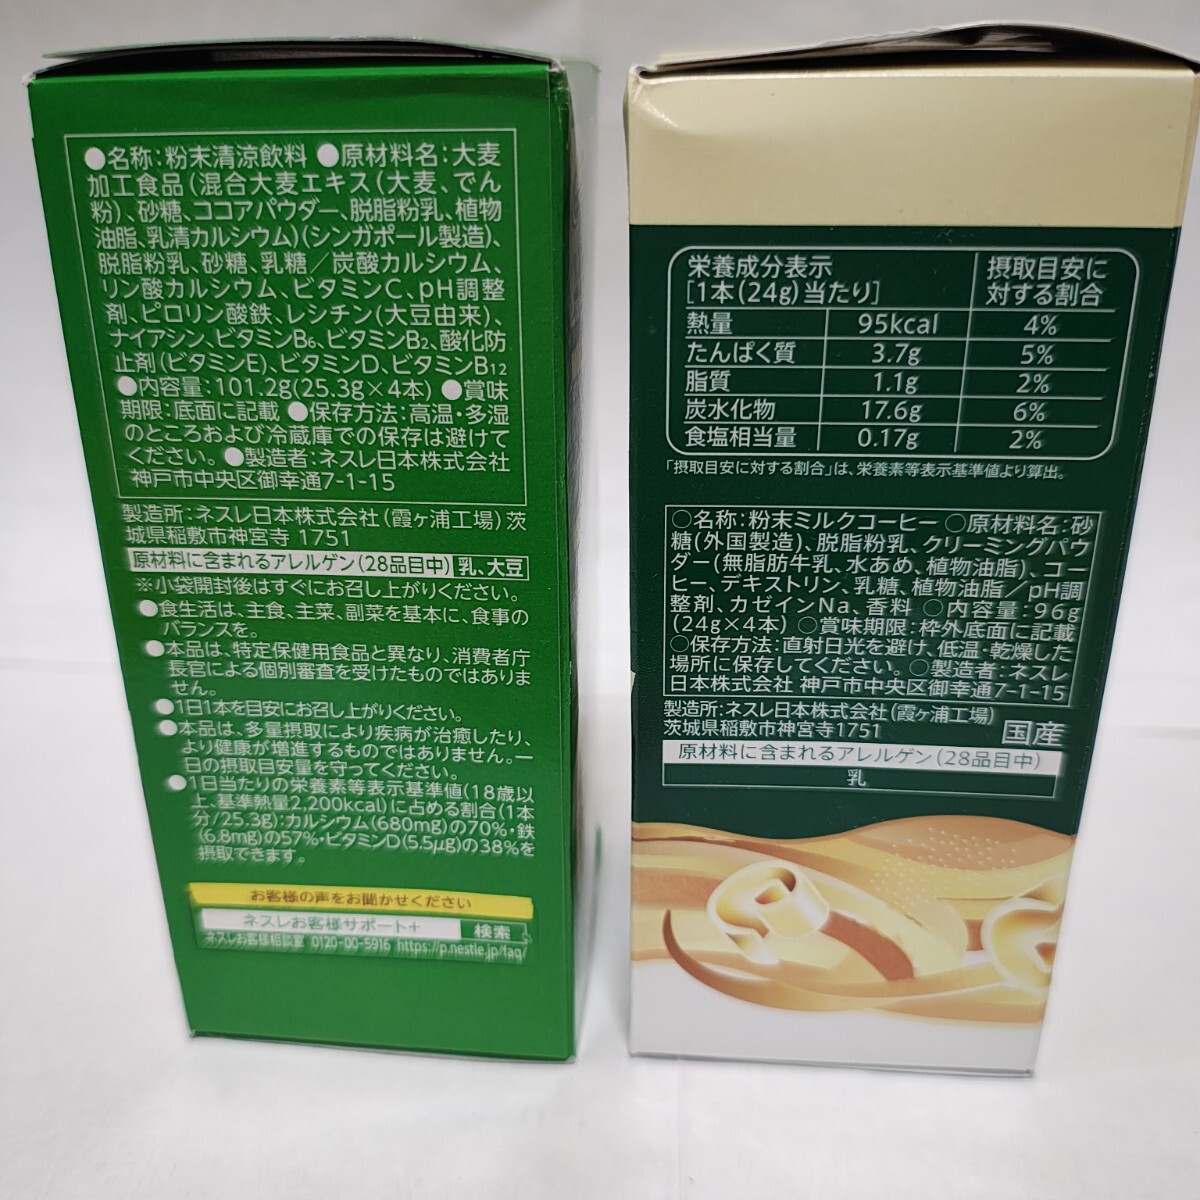 ●名称:粉末清涼飲料 ●原材料名:大麦
加工食品(混合大麦エキス(大麦、でん
粉)、砂糖、ココアパウダー、脱脂粉乳、植物
油脂、乳清カルシウム)(シンガポール製造)、
脱脂粉乳、砂糖、乳糖/炭酸カルシウム、
リン酸カルシウム、ビタミンC、pH調整
剤、ピロリン酸鉄、レシチン(大豆由来)、
ナイアシン、ビタミンB6、ビタミンB2、酸化防
止剤(ビタミンE)、ビタミンD、ビタミンB12
●内容量:101.2g(25.3g×4本) ●賞味
期限:底面に記載 ●保存方法:高温・多湿
のところおよび冷蔵庫での保存は避けて
ください。●製造者:ネスレ日本株式会社
神戸市中央区御幸通7-1-15
製造所:ネスレ日本株式会社(霞ヶ浦工場)茨
城県稲敷市神宮寺 1751
原材料に含まれるアレルゲン(28品目中) 乳、大豆
※小袋開封後はすぐにお召し上がりください。
●食生活は、主食、主菜、副菜を基本に、食事の
バランスを。
●本品は、特定保健用食品と異なり、消費者庁
長官による個別審査を受けたものではありま
せん。
●1日1本を目安にお召し上がりください。
●本品は、多量摂取により疾病が治癒したり、
より健康が増進するものではありません。一
日の摂取目安量を守ってください。
●1日当たりの栄養素等表示基準値(18歳以
上、基準熱量2,200kcal)に占める割合(1本
分/25.3g):カルシウム(680mg)の70%・鉄
(6.8mg)の57%・ビタミンD(5.5μg)の38%を
摂取できます。
お客様の声をお聞かせください
ネスレお客様サポート+ 検索
ネスレお客様相談室 0120-00-5916 https://p.nestle.jp/faq/
栄養成分表示 摂取目安に
[1本(24g)当たり] 対する割合
熱量 95kcal 4%
たんぱく質 3.7g 5%
脂質 1.1g 2%
炭水化物 17.6g 6%
食塩相当量 0.17g 2%
「摂取目安に対する割合」は、栄養素等表示基準値より算出。
○名称:粉末ミルクコーヒー ○原材料名:砂
糖(外国製造)、脱脂粉乳、クリーミングパウ
ダー(無脂肪牛乳、水あめ、植物油脂)、コー
ヒー、デキストリン、乳糖、植物油脂/pH調
整剤、カゼインNa、香料 ○内容量:96g
(24g×4本) ○賞味期限:枠外底面に記載
○保存方法:直射日光を避け、低温・乾燥した
場所に保存してください。○製造者:ネスレ
日本株式会社 神戸市中央区御幸通7-1-15
製造所:ネスレ日本株式会社(霞ヶ浦工場)
茨城県稲敷市神宮寺1751 国産
原材料に含まれるアレルゲン(28品目中)
乳